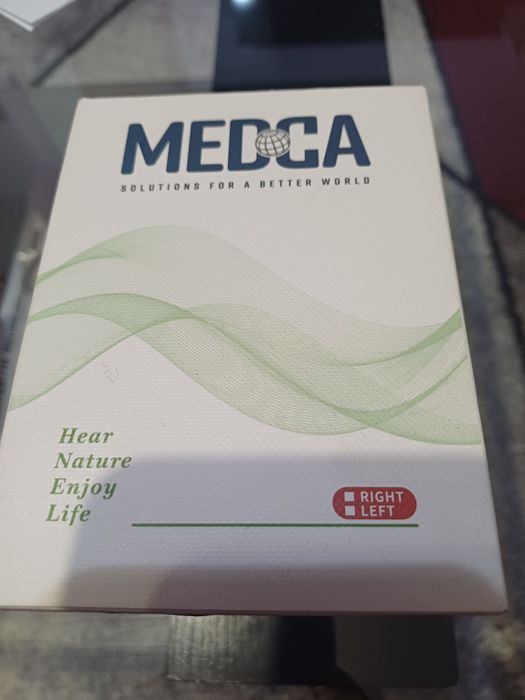 MEDCA
SOLUTIONS FOR A BETTER WORLD
Hear
Nature
Enjoy
Life
RIGHT
LEFT